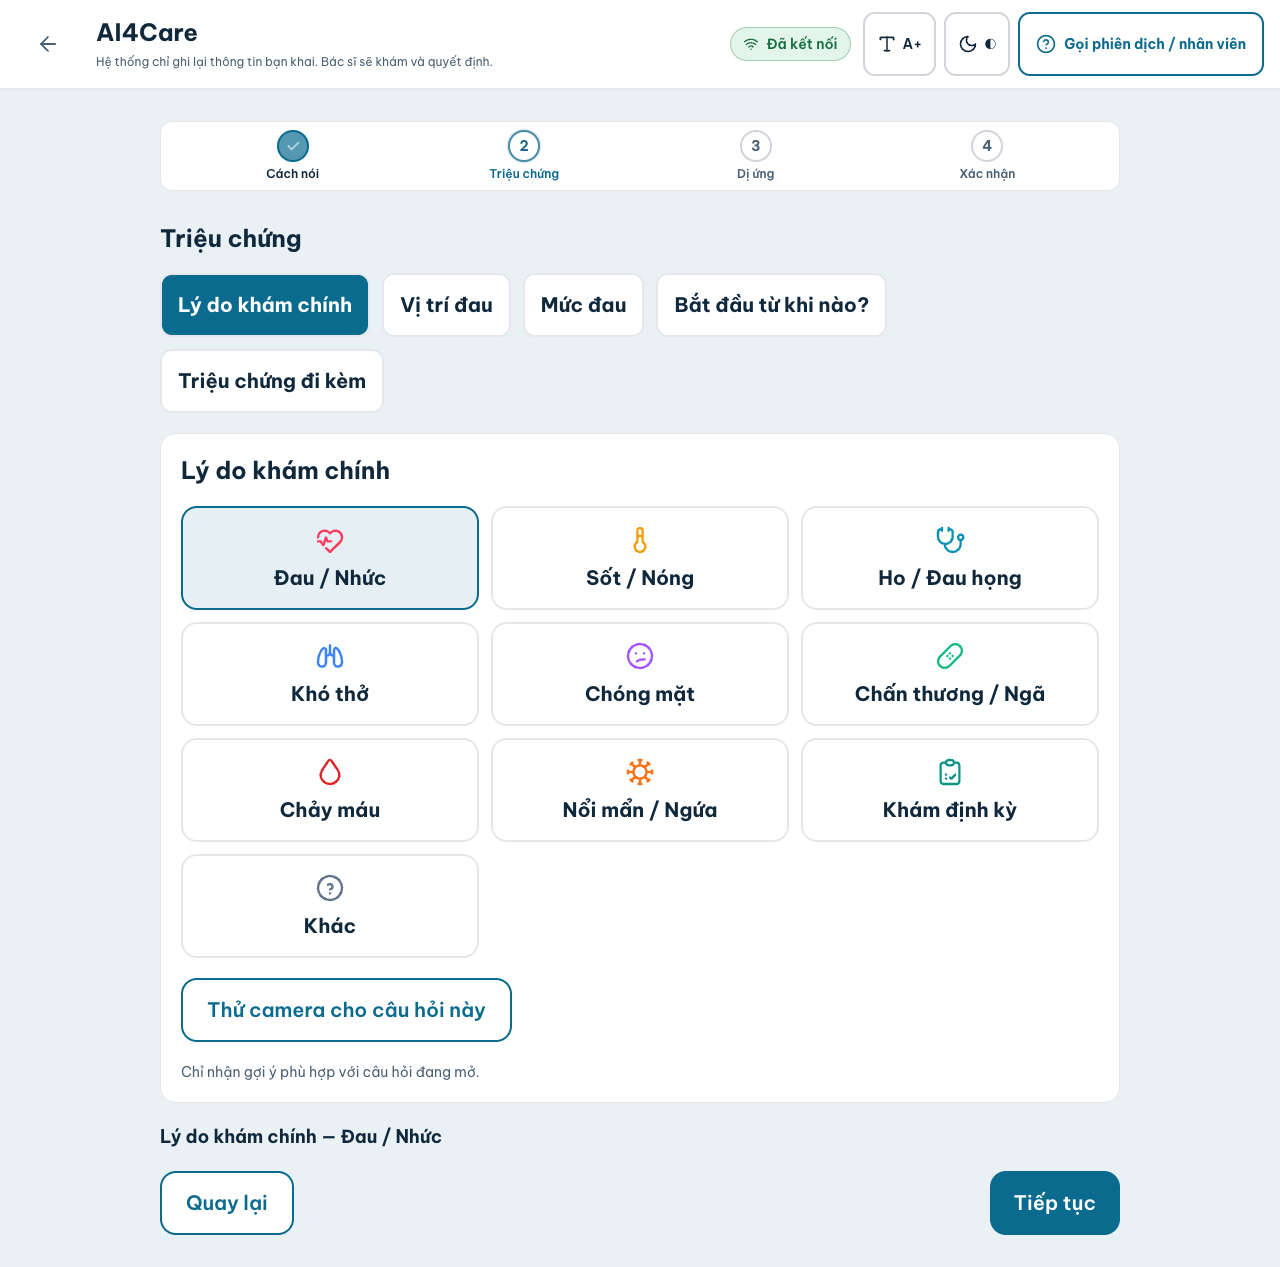 AI4Care
Hệ thống chỉ ghi lại thông tin bạn khai. Bác sĩ sẽ khám và quyết định.
Đã kết nối
A+
Gọi phiên dịch / nhân viên
Cách nói
2
Triệu chứng
3
Dị ứng
4
Xác nhận
Triệu chứng
Lý do khám chính
Vị trí đau
Mức đau
Bắt đầu từ khi nào?
Triệu chứng đi kèm
Lý do khám chính
Đau / Nhức
Sốt / Nóng
Ho / Đau họng
Khó thở
Chóng mặt
Chấn thương / Ngã
Chảy máu
Nổi mẩn / Ngứa
Khám định kỳ
Khác
Thử camera cho câu hỏi này
Chỉ nhận gợi ý phù hợp với câu hỏi đang mở.
Lý do khám chính — Đau / Nhức
Quay lại
Tiếp tục